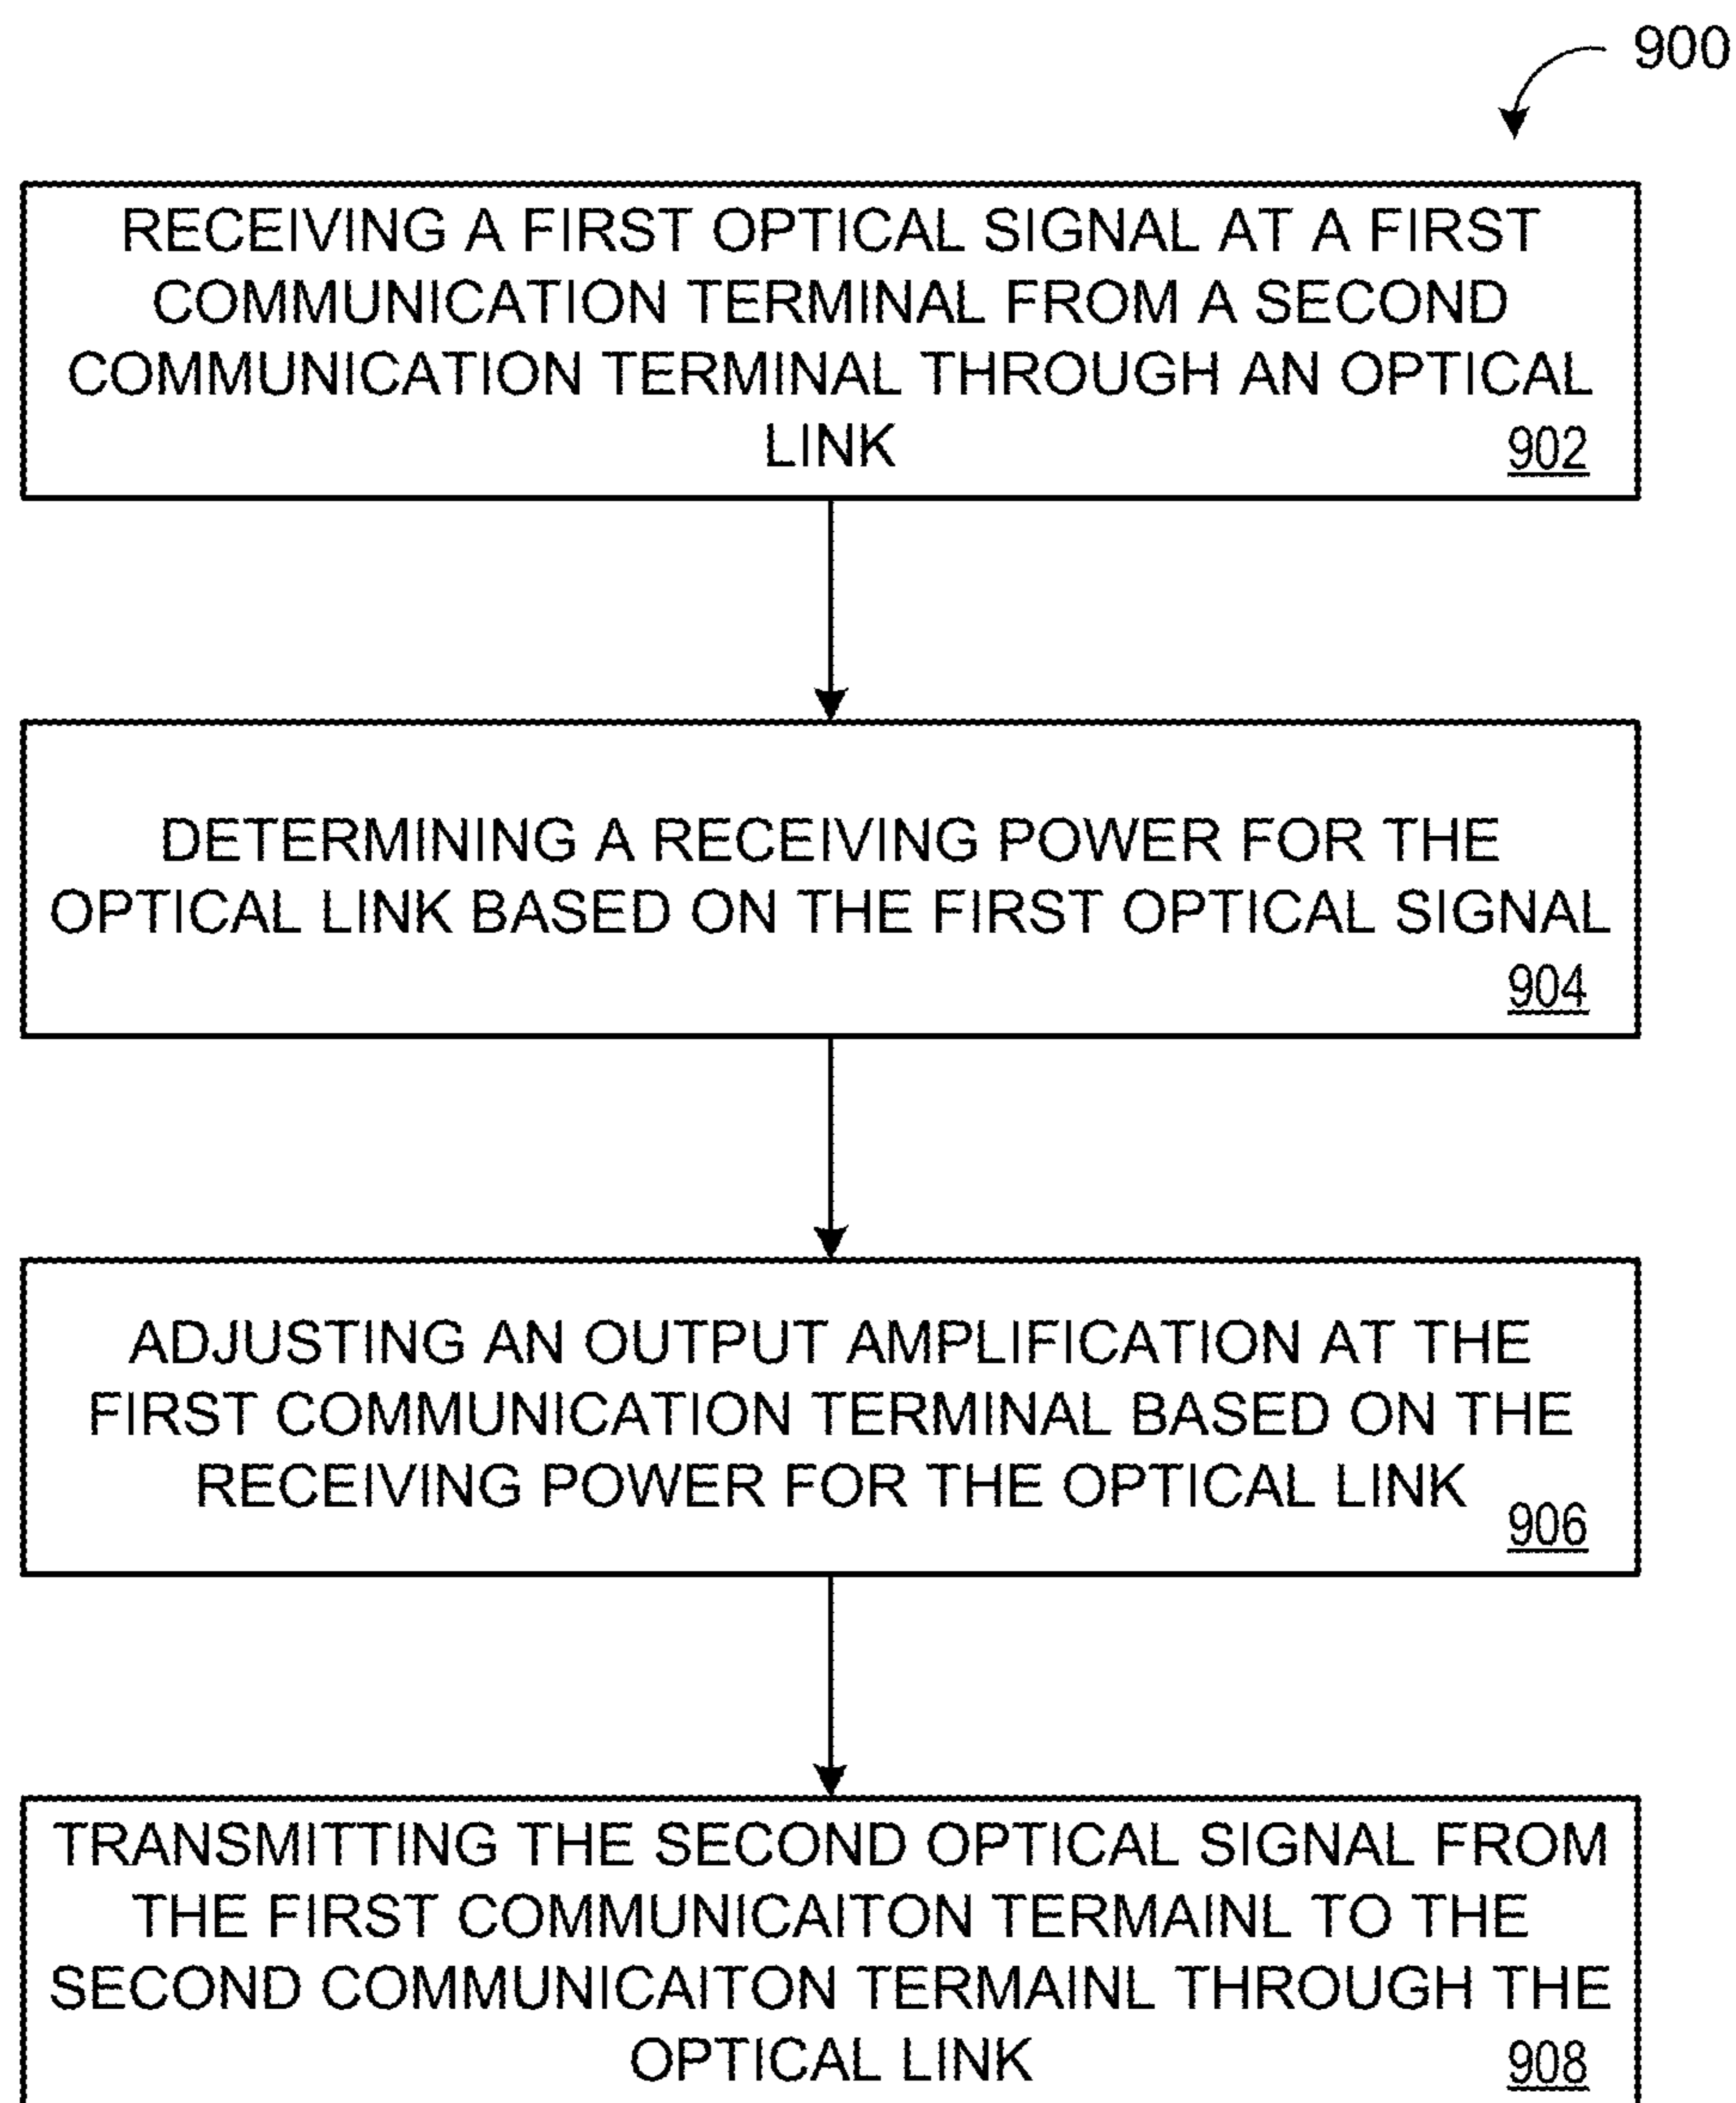 900
RECEIVING A FIRST OPTICAL SIGNAL AT A FIRST
COMMUNICATION TERMINAL FROM A SECOND
COMMUNICATION TERMINAL THROUGH AN OPTICAL
LINK
902
DETERMINING A RECEIVING POWER FOR THE
OPTICAL LINK BASED ON THE FIRST OPTICAL SIGNAL
904
ADJUSTING AN OUTPUT AMPLIFICATION AT THE
FIRST COMMUNICATION TERMINAL BASED ON THE
RECEIVING POWER FOR THE OPTICAL LINK
906
TRANSMITTING THE SECOND OPTICAL SIGNAL FROM
THE FIRST COMMUNICAITON TERMAINL TO THE
SECOND COMMUNICAITON TERMAINL THROUGH THE
OPTICAL LINK
908